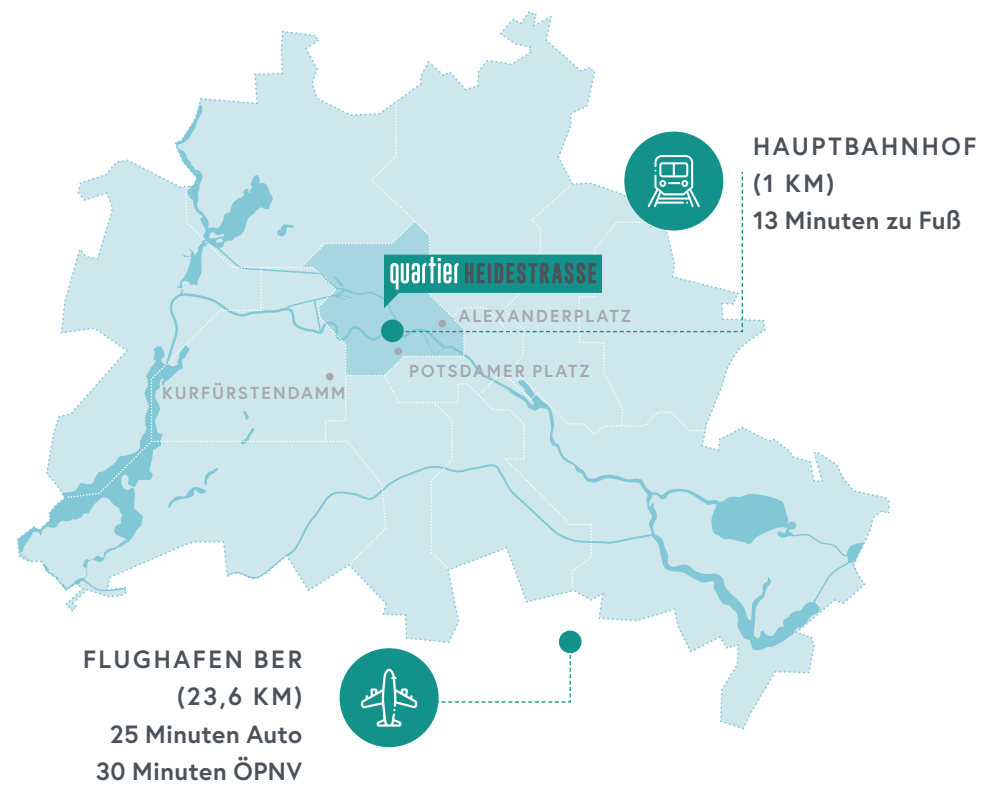 HAUPTBAHNHOF
(1 KM)
13 Minuten zu Fuß
quartier HEIDESTRASSE
ALEXANDERPLATZ
POTSDAMER PLATZ
KURFÜRSTENDAMM
FLUGHAFEN BER
(23,6 KM)
25 Minuten Auto
30 Minuten ÖPNV